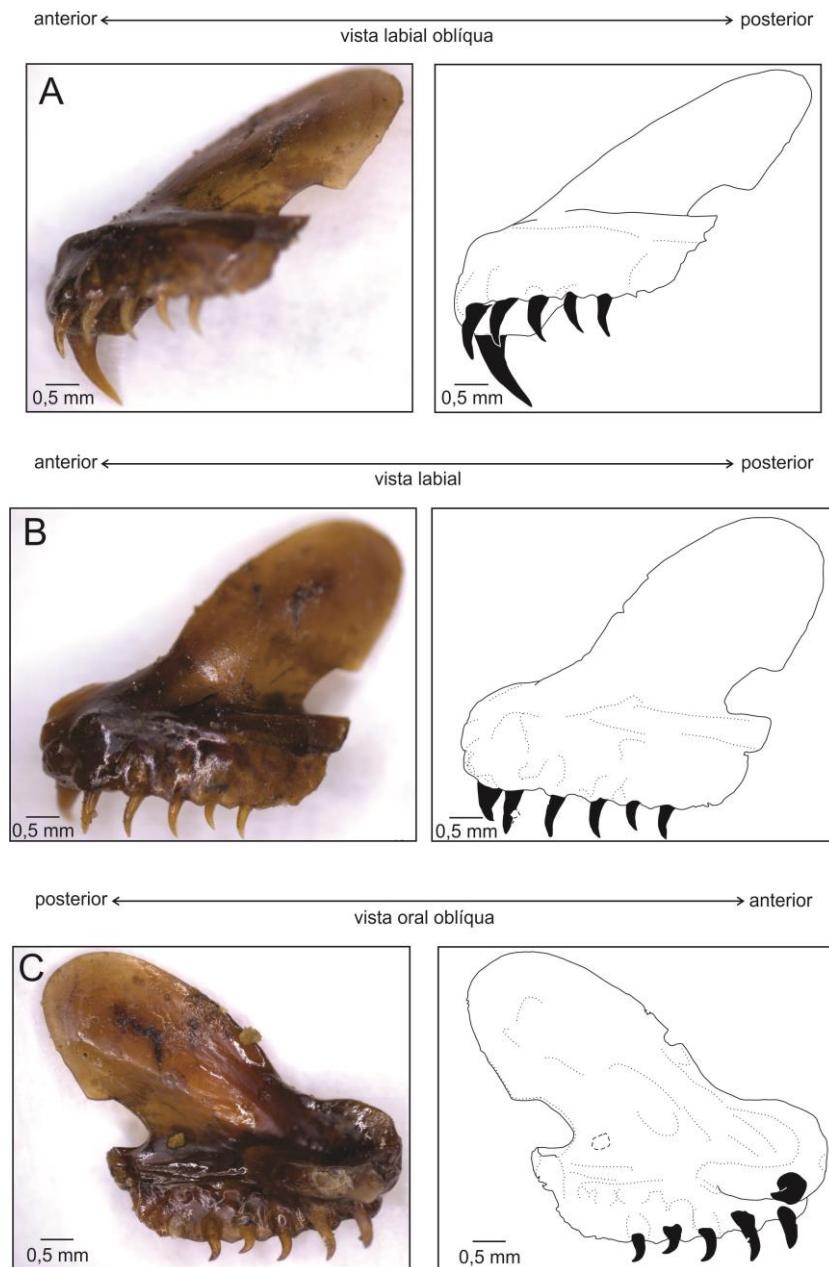 anterior posterior
vista labial oblíqua
A
0,5 mm 0,5 mm
anterior posterior
vista labial
B
0,5 mm 0,5 mm
posterior anterior
vista oral oblíqua
C
0,5 mm 0,5 mm